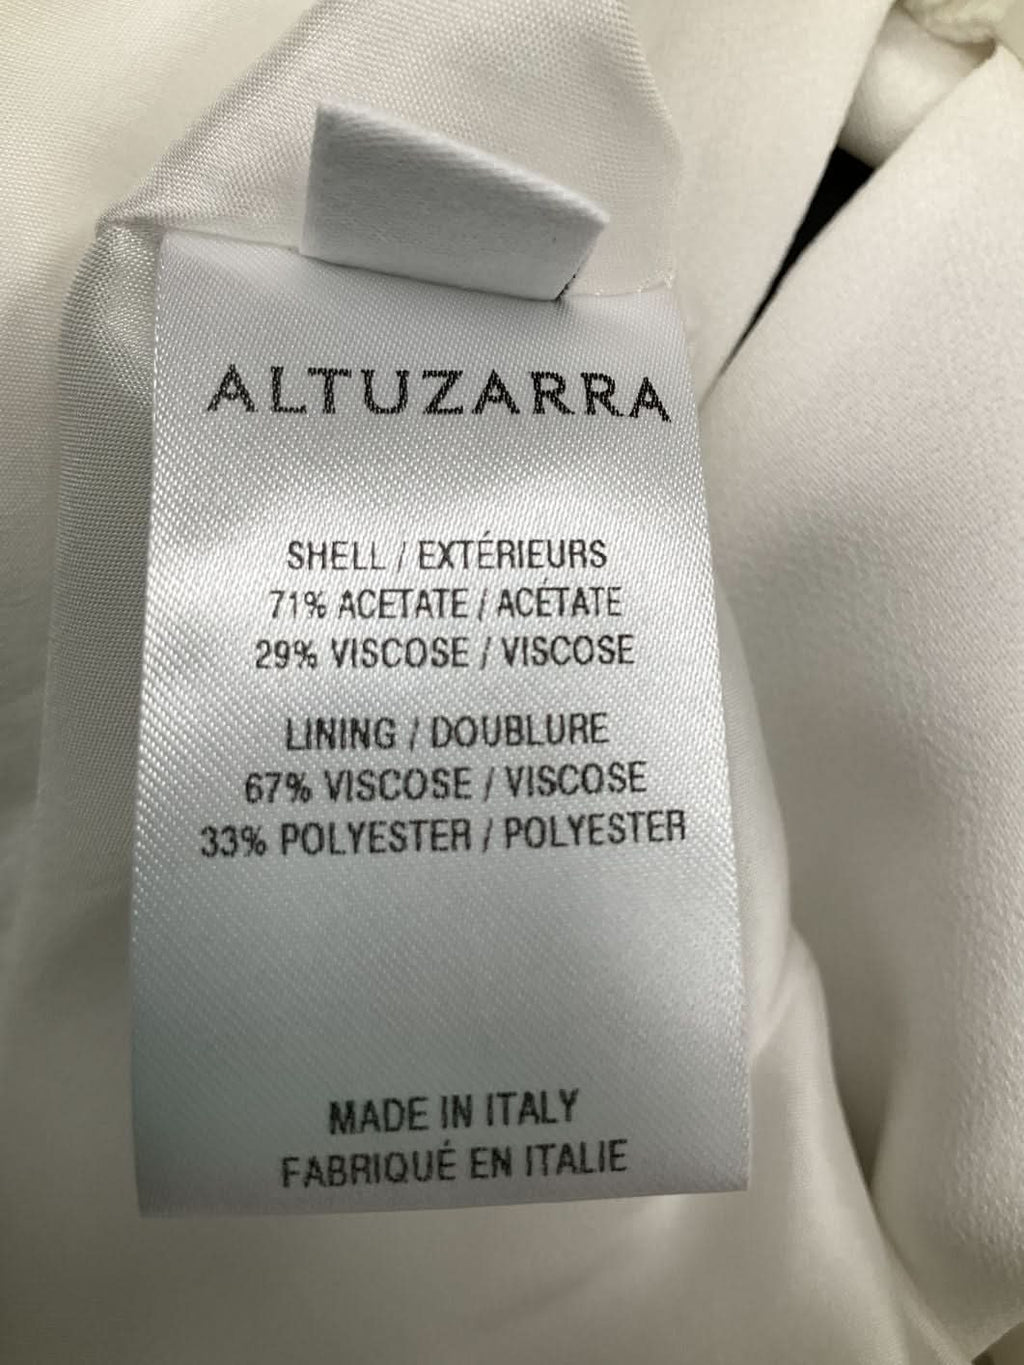 ALTUZARRA
SHELL / EXTÉRIEURS
71% ACETATE / ACÉTATE
29% VISCOSE / VISCOSE
LINING / DOUBLURE
67% VISCOSE / VISCOSE
33% POLYESTER / POLYESTER
MADE IN ITALY
FABRIQUÉ EN ITALIE